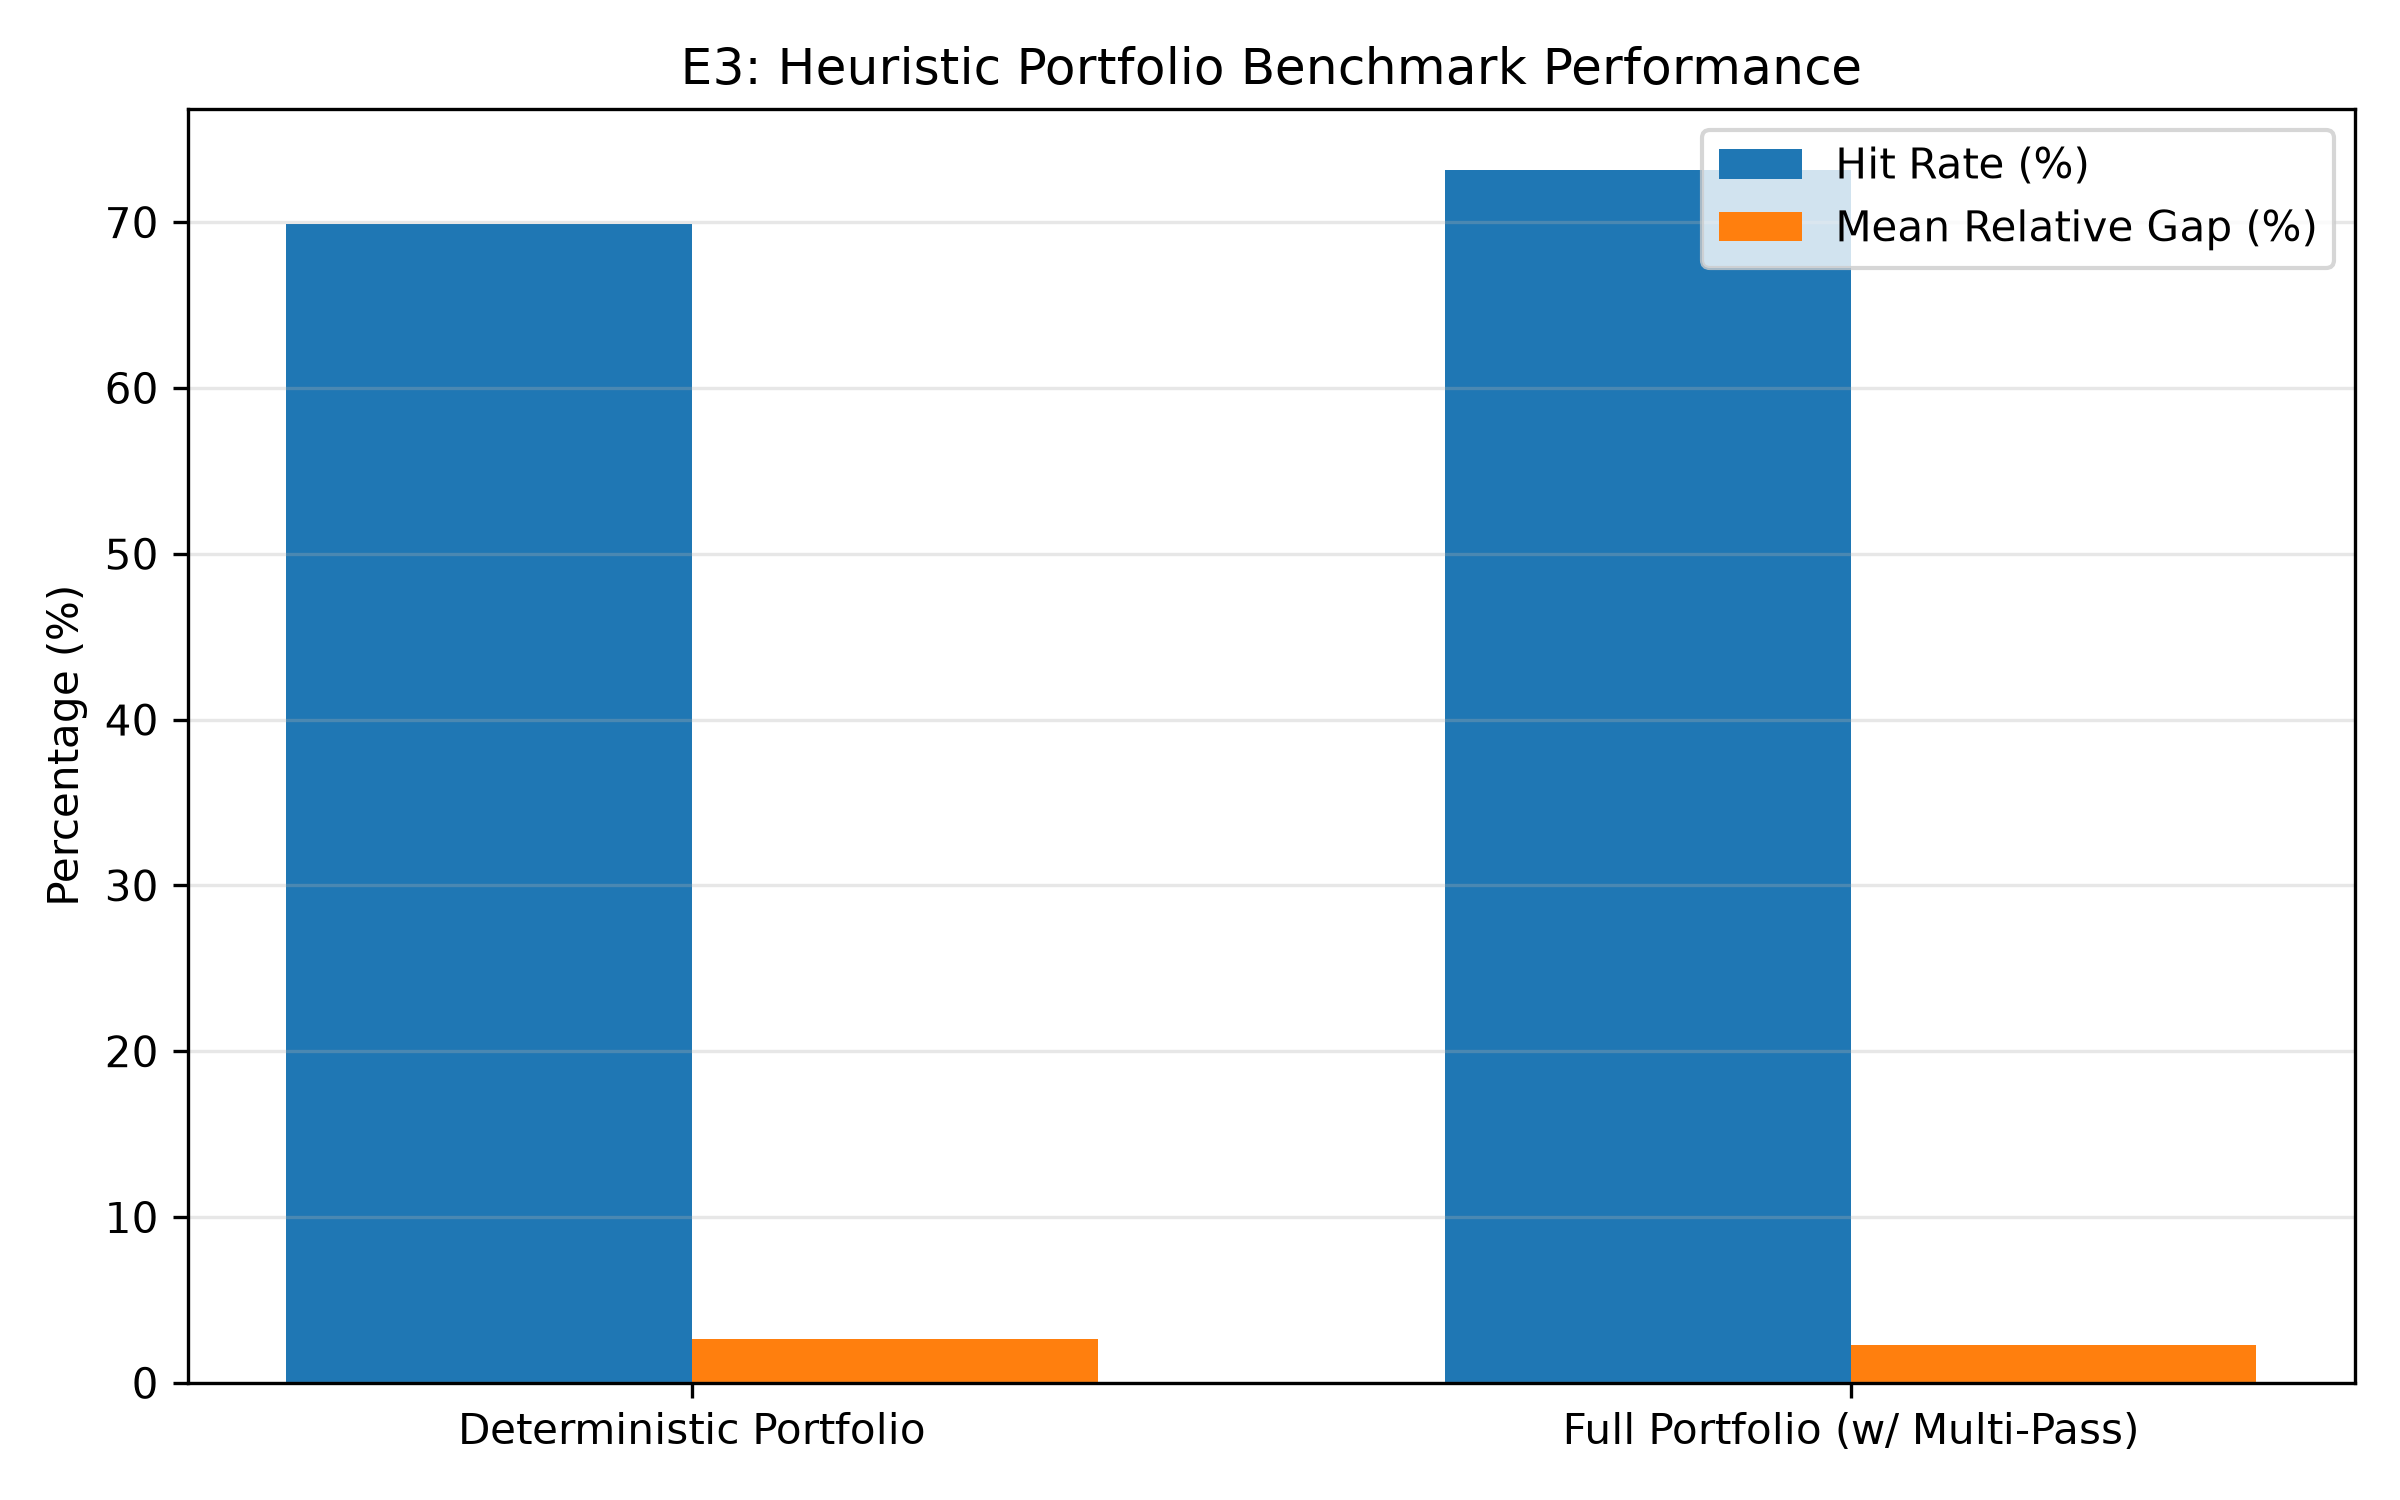 E3: Heuristic Portfolio Benchmark Performance
Hit Rate (%)
Mean Relative Gap (%)
Percentage (%)
70
60
50
40
30
20
10
0
Deterministic Portfolio
Full Portfolio (w/ Multi-Pass)